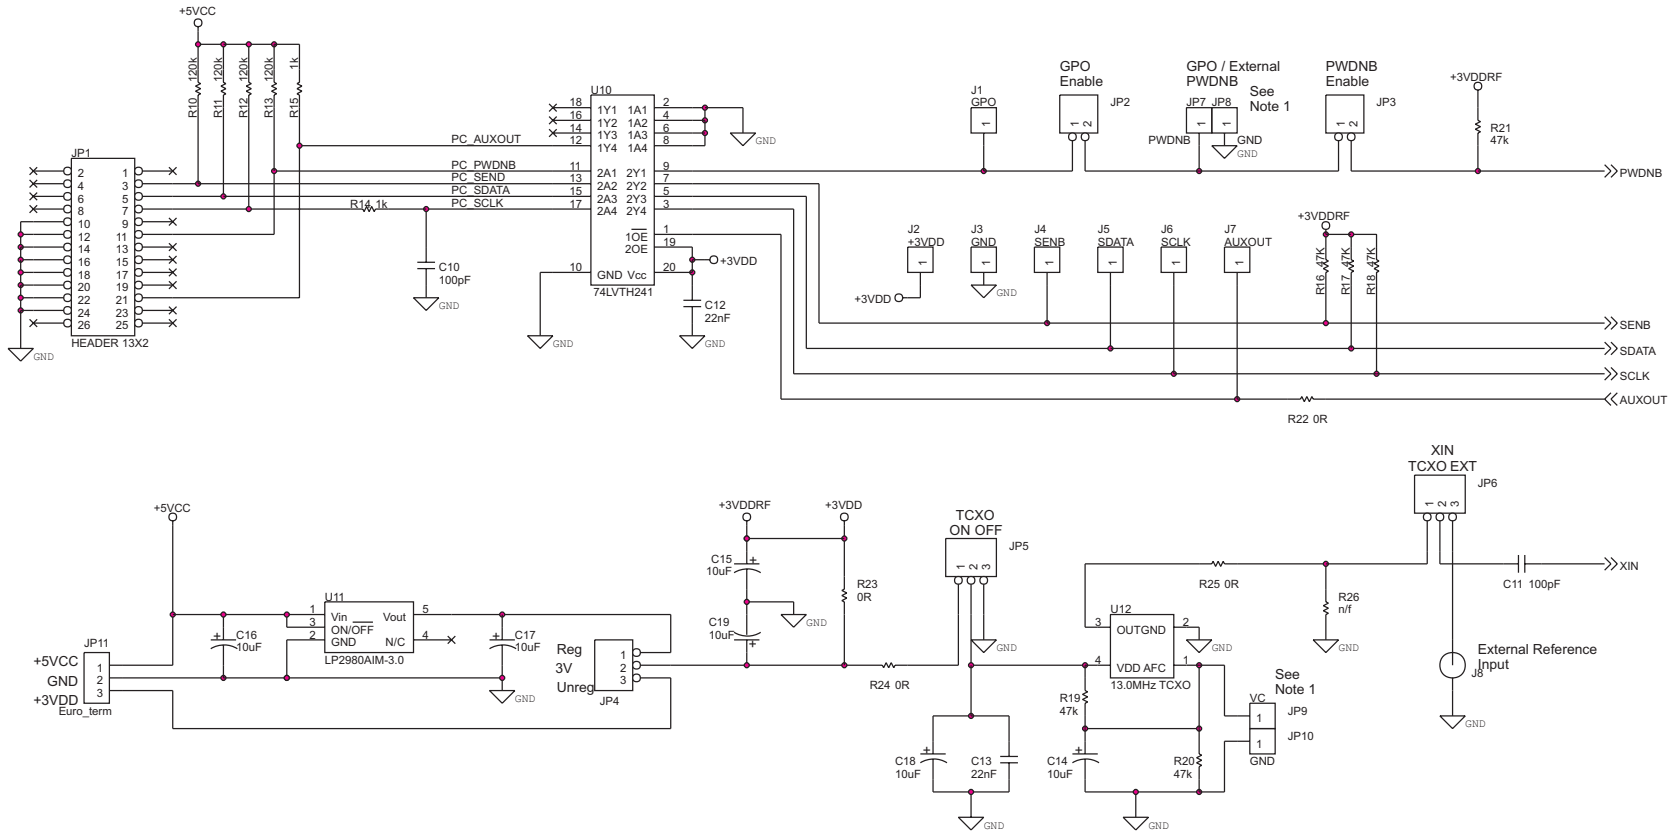 +5VCC
R10 120k
R11 120k
R12 120k
R13 120k
R15 1k
JP1
2 1
4 3
6 5
8 7
10 9
12 11
14 13
16 15
18 17
20 19
22 21
24 23
26 25
HEADER 13X2
GND
R14 1k
C10
100pF
GND
PC_AUXOUT
PC_PWDNB
PC_SEND
PC_SDATA
PC_SCLK
U10
18 1Y1 1A1 2
16 1Y2 1A2 4
14 1Y3 1A3 6
12 1Y4 1A4 8
11 2A1 2Y1 9
13 2A2 2Y2 7
15 2A3 2Y3 5
17 2A4 2Y4 3
1OE 1
2OE 19
10 GND Vcc 20
74LVTH241
GND
GND
+3VDD
C12
22nF
GND
J1
GPO
1
GPO
Enable
JP2
1 2
GPO / External
PWDNB
See
Note 1
JP7 JP8
1 1
PWDNB
GND
GND
PWDNB
Enable
JP3
1 2
+3VDDRF
R21
47k
PWDNB
J2
+3VDD
1
+3VDD
J3
GND
1
GND
J4
SENB
1
J5
SDATA
1
J6
SCLK
1
J7
AUXOUT
1
+3VDDRF
R16 47K
R17 47K
R18 47K
SENB
SDATA
SCLK
AUXOUT
R22 0R
+5VCC
JP11
+5VCC 1
GND 2
+3VDD 3
Euro_term
C16
10uF
U11
1 Vin Vout 5
3 ON/OFF
2 GND N/C 4
LP2980AIM-3.0
C17
10uF
GND
Reg 1
3V 2
Unreg 3
JP4
+3VDDRF
+3VDD
C15
10uF
C19
10uF
GND
R23
0R
R24 0R
TCXO
ON OFF
JP5
1 2 3
GND
C18
10uF
C13
22nF
GND
U12
3 OUTGND 2
4 VDD AFC 1
13.0MHz TCXO
GND
R19
47k
C14
10uF
R20
47k
GND
See
Note 1
VC
1 JP9
1 JP10
GND
R25 0R
R26
n/f
GND
XIN
TCXO EXT
JP6
1 2 3
C11 100pF
XIN
External Reference
Input
J8
GND